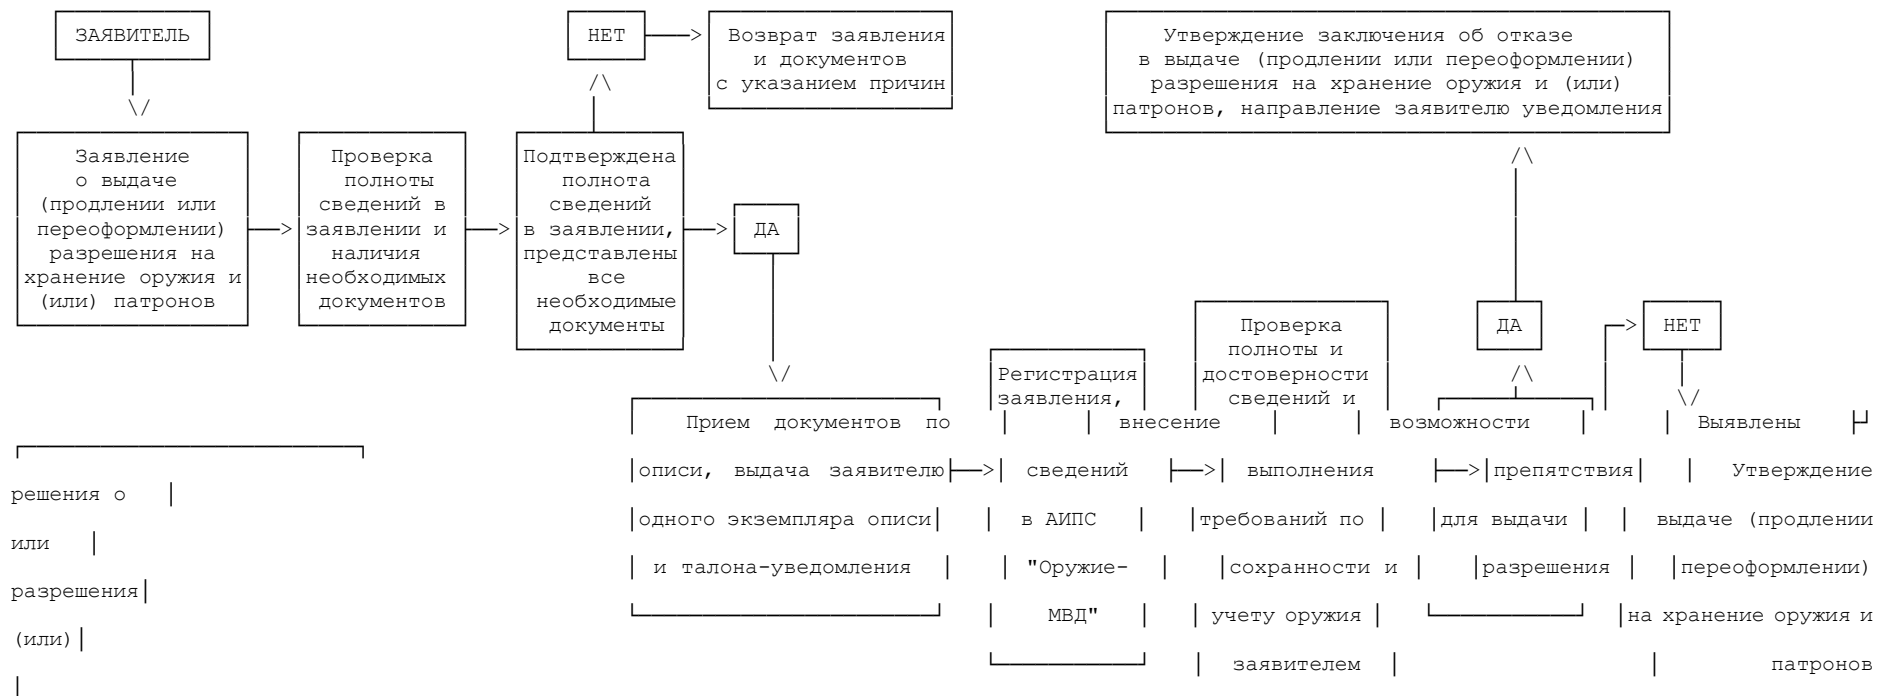 ЗАЯВИТЕЛЬ
НЕТ
Возврат заявления
и документов
с указанием причин
Утверждение заключения об отказе
в выдаче (продлении или переоформлении)
разрешения на хранение оружия и (или)
патронов, направление заявителю уведомления
Заявление
о выдаче
(продлении или
переоформлении)
разрешения на
хранение оружия и
(или) патронов
Проверка
полноты
сведений в
заявлении и
наличия
необходимых
документов
Подтверждена
полнота
сведений
в заявлении,
представлены
все
необходимые
документы
ДА
Проверка
полноты и
достоверности
сведений и
ДА
НЕТ
Регистрация
заявления,
Прием документов по
внесение
возможности
Выявлены
описи, выдача заявителю
сведений
выполнения
препятствия
Утверждение
решения о
одного экземпляра описи
в АИПС
требований по
для выдачи
выдаче (продлении
или
и талона-уведомления
"Оружие-
сохранности и
разрешения
переоформлении)
разрешения
МВД"
учету оружия
на хранение оружия и
(или)
заявителем
патронов